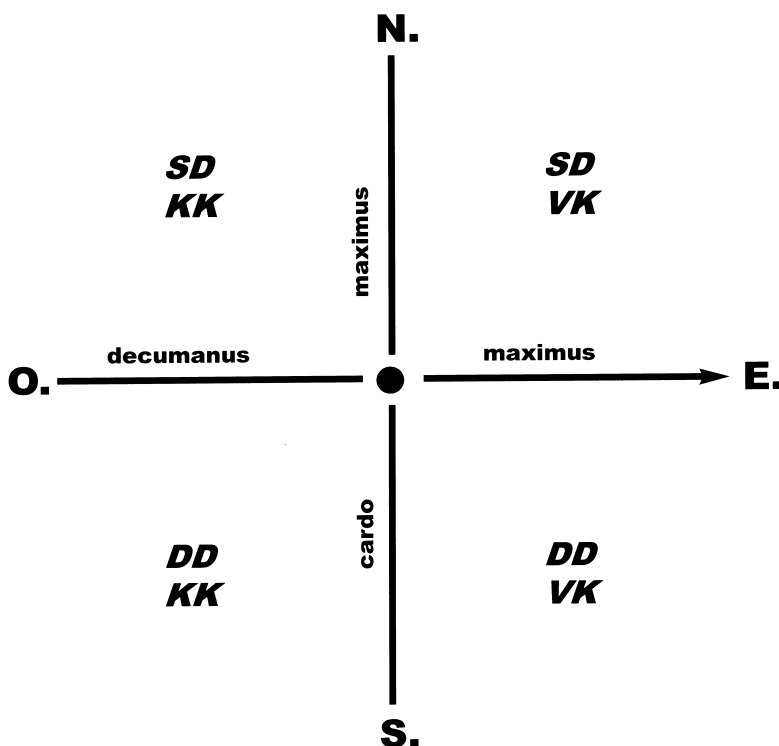 N.
SD
KK
SD
VK
maximus
decumanus
maximus
O.
E.
cardo
DD
KK
DD
VK
S.